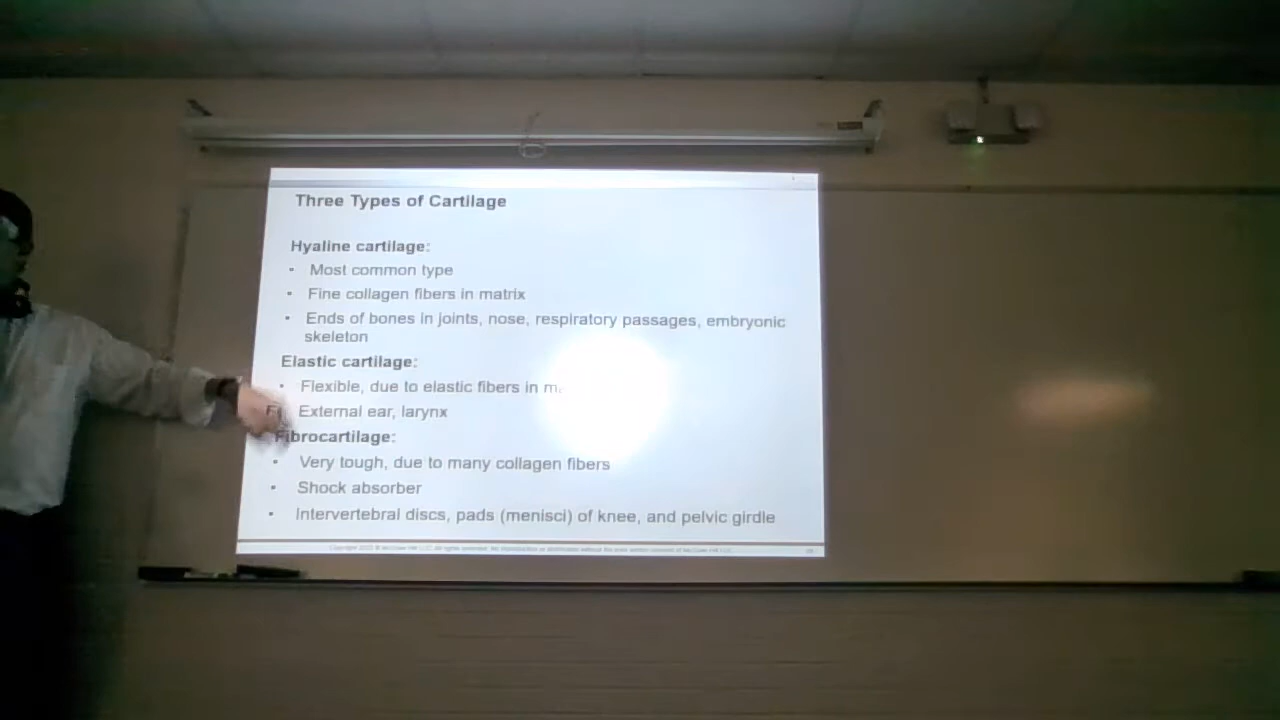 Three Types of Cartilage
Hyaline cartilage:
• Most common type
• Fine collagen fibers in matrix
• Ends of bones in joints, nose, respiratory passages, embryonic
skeleton
Elastic cartilage:
• Flexible, due to elastic fibers in
External ear, larynx
Fibrocartilage:
• Very tough, due to many collagen fibers
• Shock absorber
• Intervertebral discs, pads (menisci) of knee, and pelvic girdle